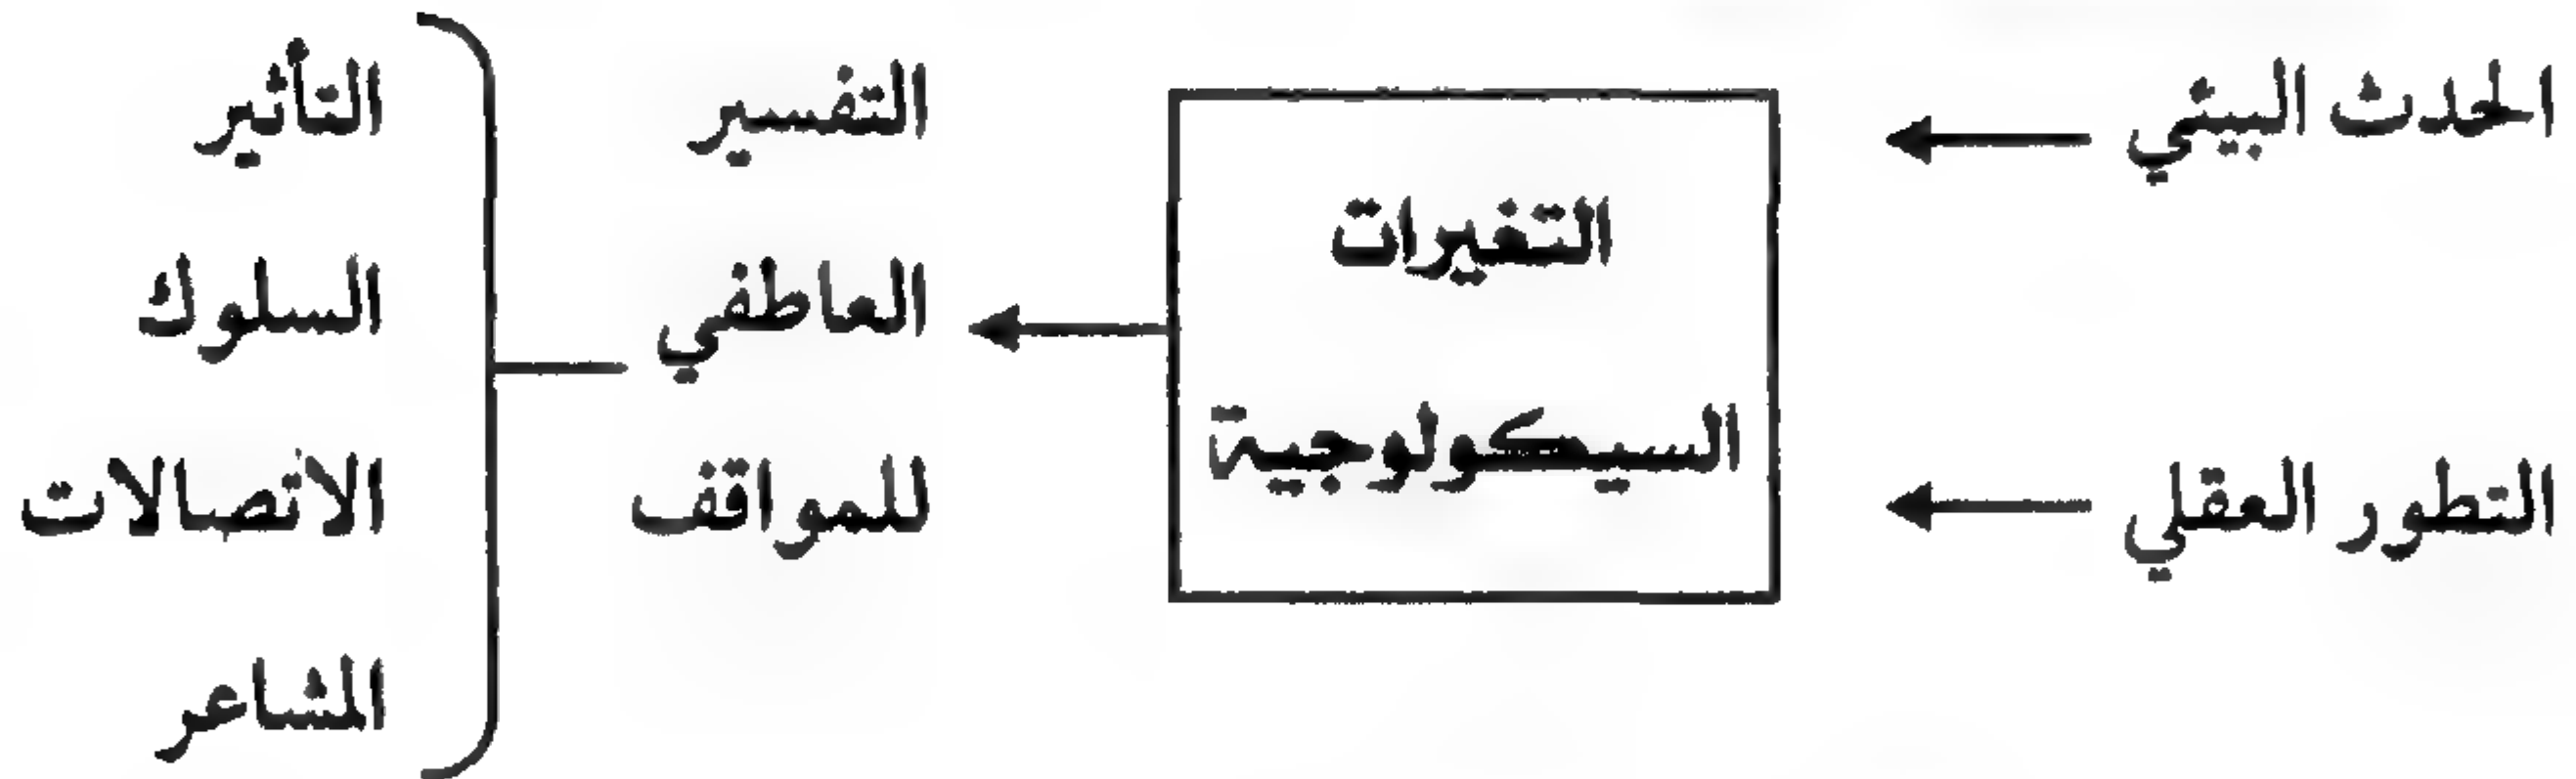 الحدث البيئي
التطور العقلي
التغيرات
السيكولوجية
التفسير
العاطفي
للمواقف
التأثير
السلوك
الاتصالات
المشاعر